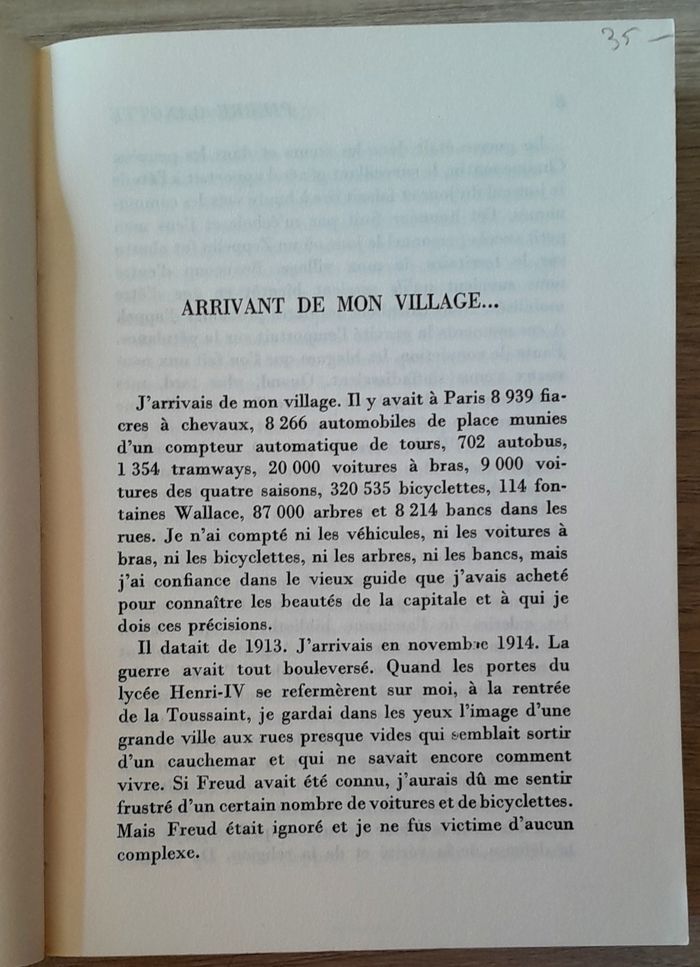 35 —
ARRIVANT DE MON VILLAGE...
J'arrivais de mon village. Il y avait à Paris 8 939 fia-
cres à chevaux, 8 266 automobiles de place munies
d'un compteur automatique de tours, 702 autobus,
1 354 tramways, 20 000 voitures à bras, 9 000 voi-
tures des quatre saisons, 320 535 bicyclettes, 114 fon-
taines Wallace, 87 000 arbres et 8 214 bancs dans les
rues. Je n'ai compté ni les véhicules, ni les voitures à
bras, ni les bicyclettes, ni les arbres, ni les bancs, mais
j'ai confiance dans le vieux guide que j'avais acheté
pour connaître les beautés de la capitale et à qui je
dois ces précisions.
Il datait de 1913. J'arrivais en novembre 1914. La
guerre avait tout bouleversé. Quand les portes du
lycée Henri-IV se refermèrent sur moi, à la rentrée
de la Toussaint, je gardai dans les yeux l'image d'une
grande ville aux rues presque vides qui semblait sortir
d'un cauchemar et qui ne savait encore comment
vivre. Si Freud avait été connu, j'aurais dû me sentir
frustré d'un certain nombre de voitures et de bicyclettes.
Mais Freud était ignoré et je ne fus victime d'aucun
complexe.